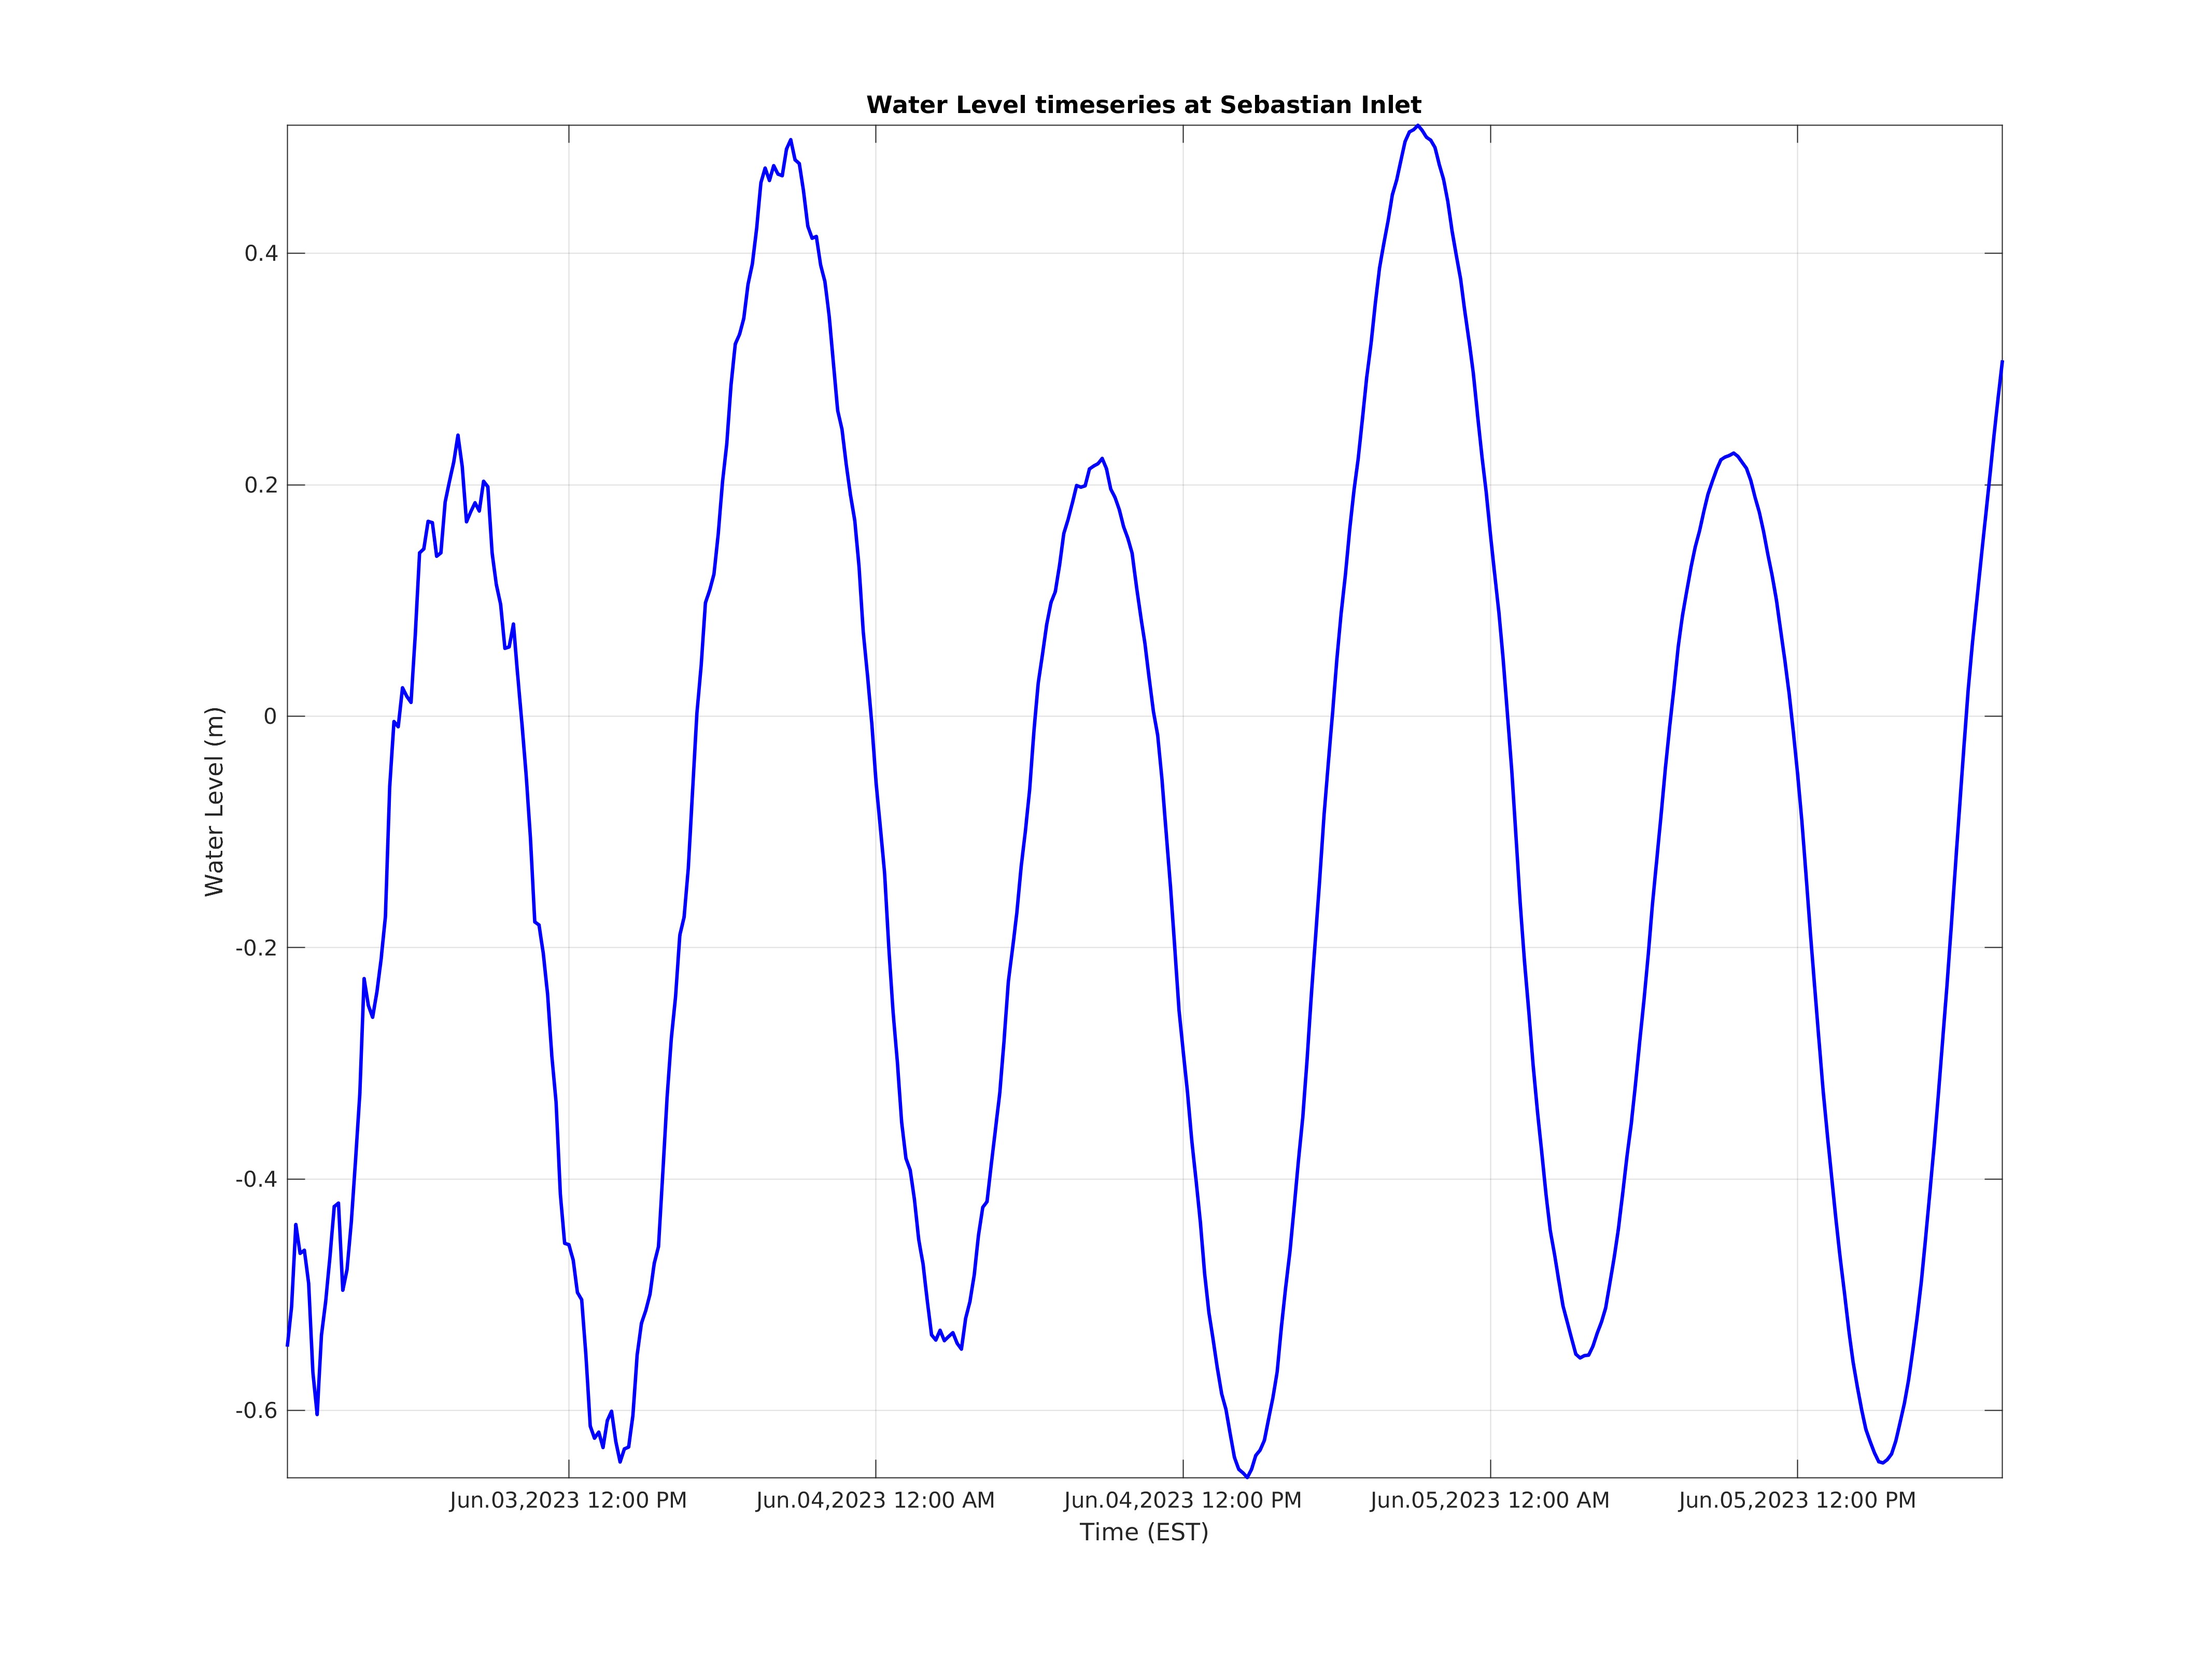 Water Level timeseries at Sebastian Inlet
0.4
0.2
0
-0.2
-0.4
-0.6
Water Level (m)
Jun.03,2023 12:00 PM
Jun.04,2023 12:00 AM
Jun.04,2023 12:00 PM
Jun.05,2023 12:00 AM
Jun.05,2023 12:00 PM
Time (EST)